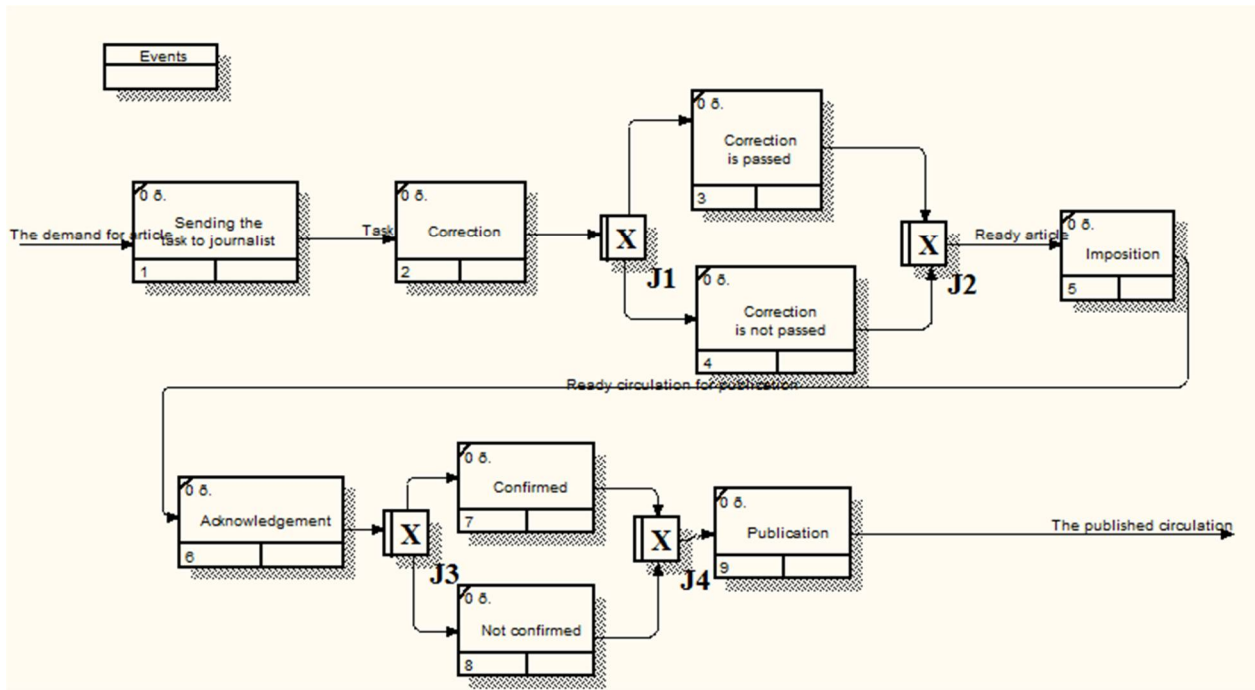 Events
0 ð.
Sending the
task to journalist
1
The demand for article
Task
0 ð.
Correction
2
X
J1
0 ð.
Correction
is passed
3
0 ð.
Correction
is not passed
4
X
J2
Ready article
0 ð.
Imposition
5
Ready circulation for publication
0 ð.
Acknowledgement
6
X
J3
0 ð.
Confirmed
7
0 ð.
Not confirmed
8
X
J4
0 ð.
Publication
9
The published circulation